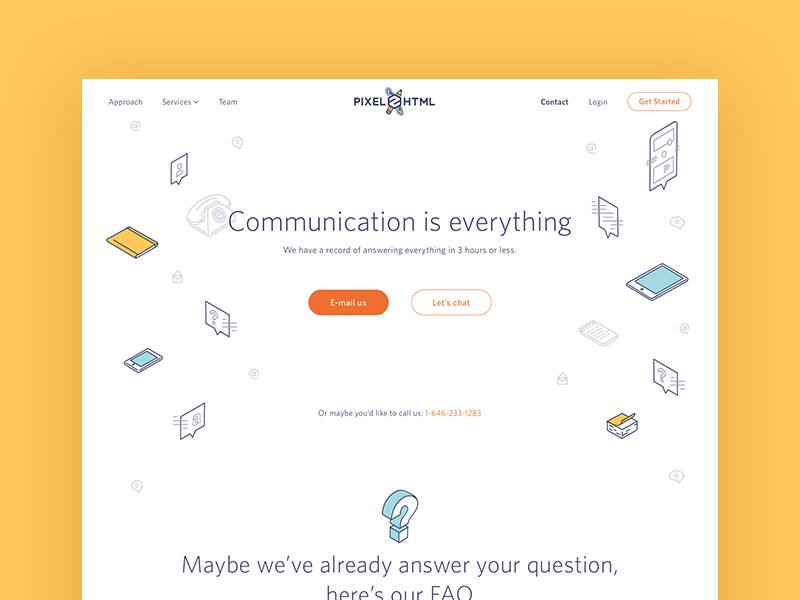 Approach Services Team PIXEL2HTML Contact Login Get Started
Communication is everything
We have a record of answering everything in 3 hours or less.
E-mail us Let's chat
Or maybe you'd like to call us: 1-646-233-1283
Maybe we've already answer your question,
here's our FAQ